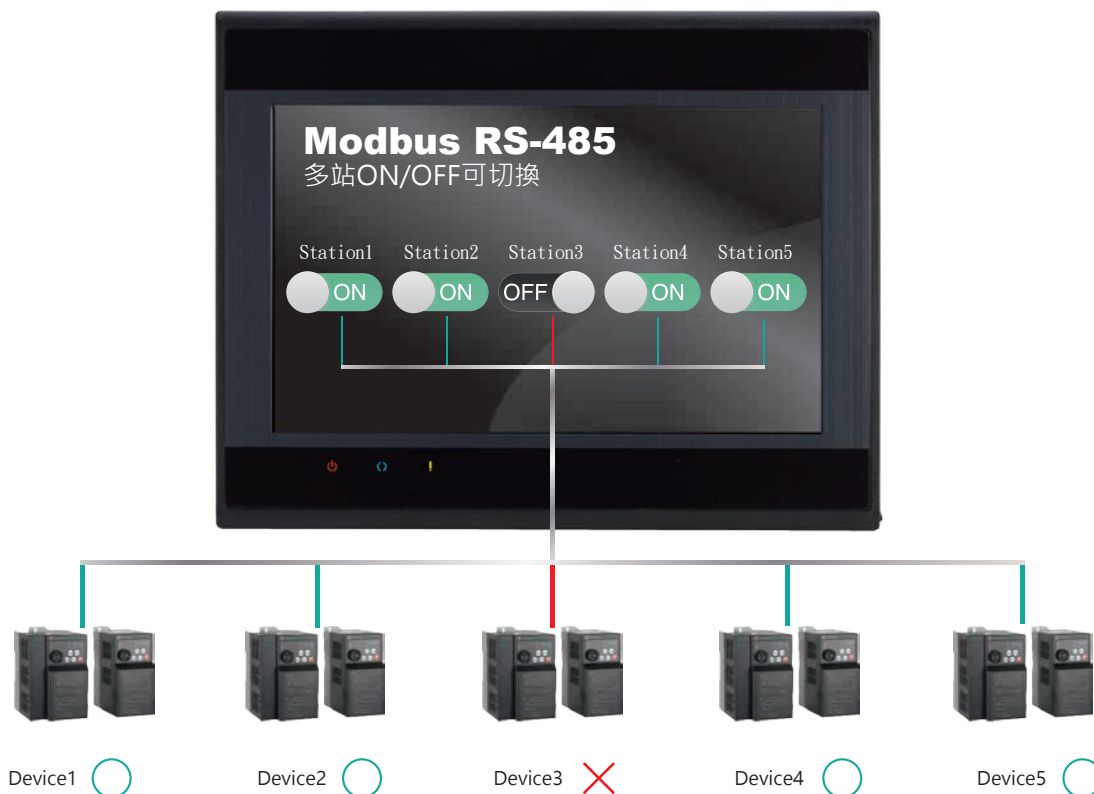 Modbus RS-485
多站ON/OFF可切換
Station1 Station2 Station3 Station4 Station5
ON ON OFF ON ON
Device1 Device2 Device3 Device4 Device5